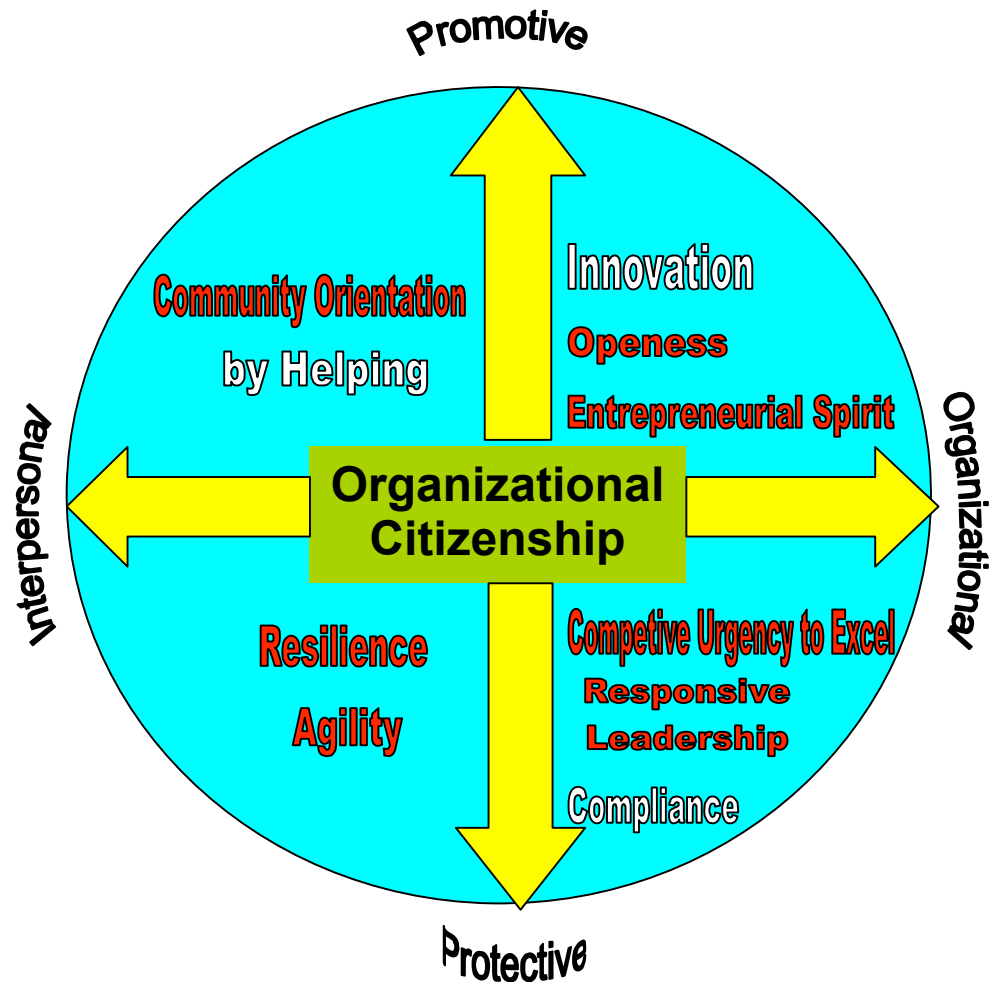 Promotive
Community Orientation
by Helping
Innovation
Openess
Entrepreneurial Spirit
Interpersonal
Organizational
Citizenship
Organizational
Resilience
Agility
Competive Urgency to Excel
Responsive
Leadership
Compliance
Protective